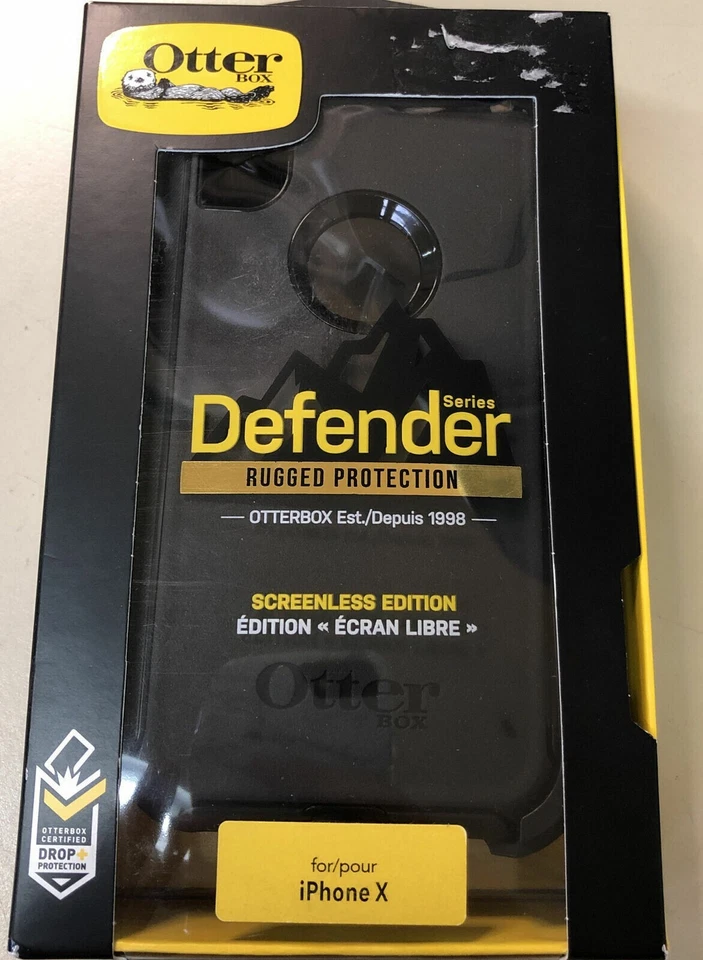 Otter
BOX
Defender Series
RUGGED PROTECTION
OTTERBOX Est./Depuis 1998
SCREENLESS EDITION
ÉDITION « ÉCRAN LIBRE »
Otter
BOX
OTTERBOX
CERTIFIED
DROP+
PROTECTION
for/pour
iPhone X